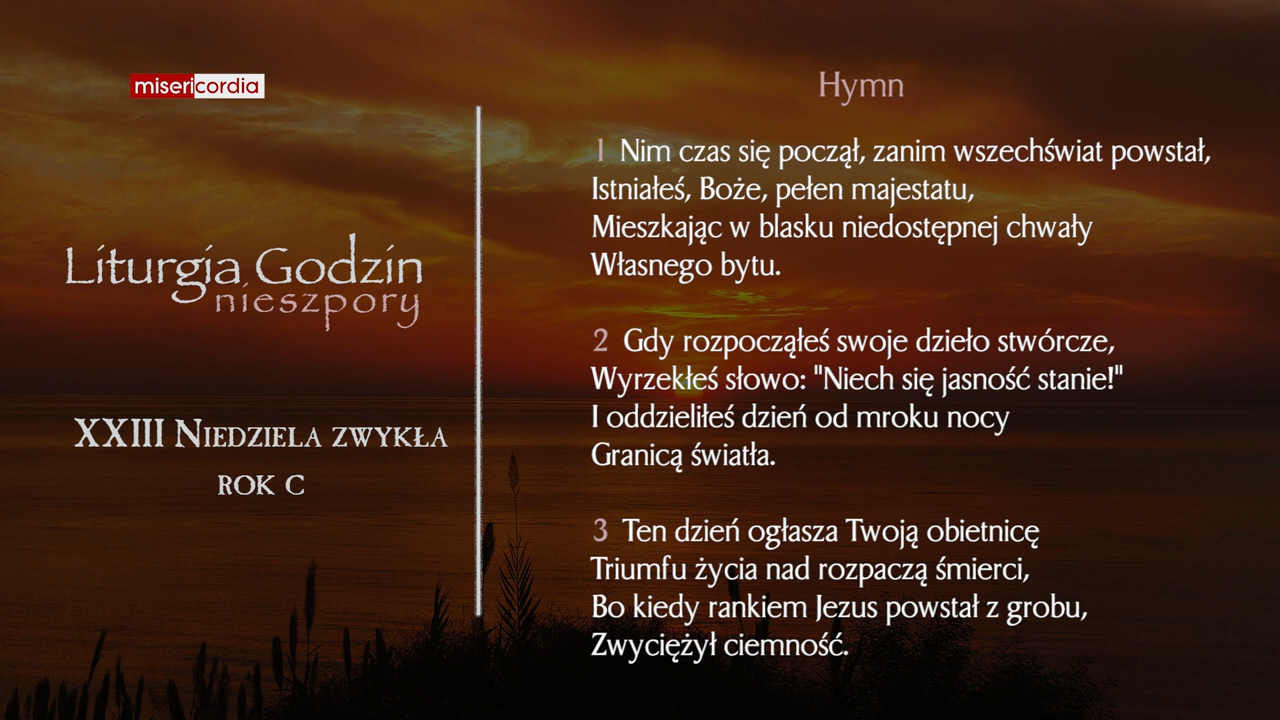 misericordia
Liturgia Godzin
nieszpory
XXIII Niedziela zwykła
rok C
Hymn
1 Nim czas się począł, zanim wszechświat powstał,
Istniałeś, Boże, pełen majestatu,
Mieszkając w blasku niedostępnej chwały
Własnego bytu.
2 Gdy rozpocząłeś swoje dzieło stwórcze,
Wyrzekłeś słowo: "Niech się jasność stanie!"
I oddzieliłeś dzień od mroku nocy
Granicą światła.
3 Ten dzień ogłasza Twoją obietnicę
Triumfu życia nad rozpaczą śmierci,
Bo kiedy rankiem Jezus powstał z grobu,
Zwyciężył ciemność.